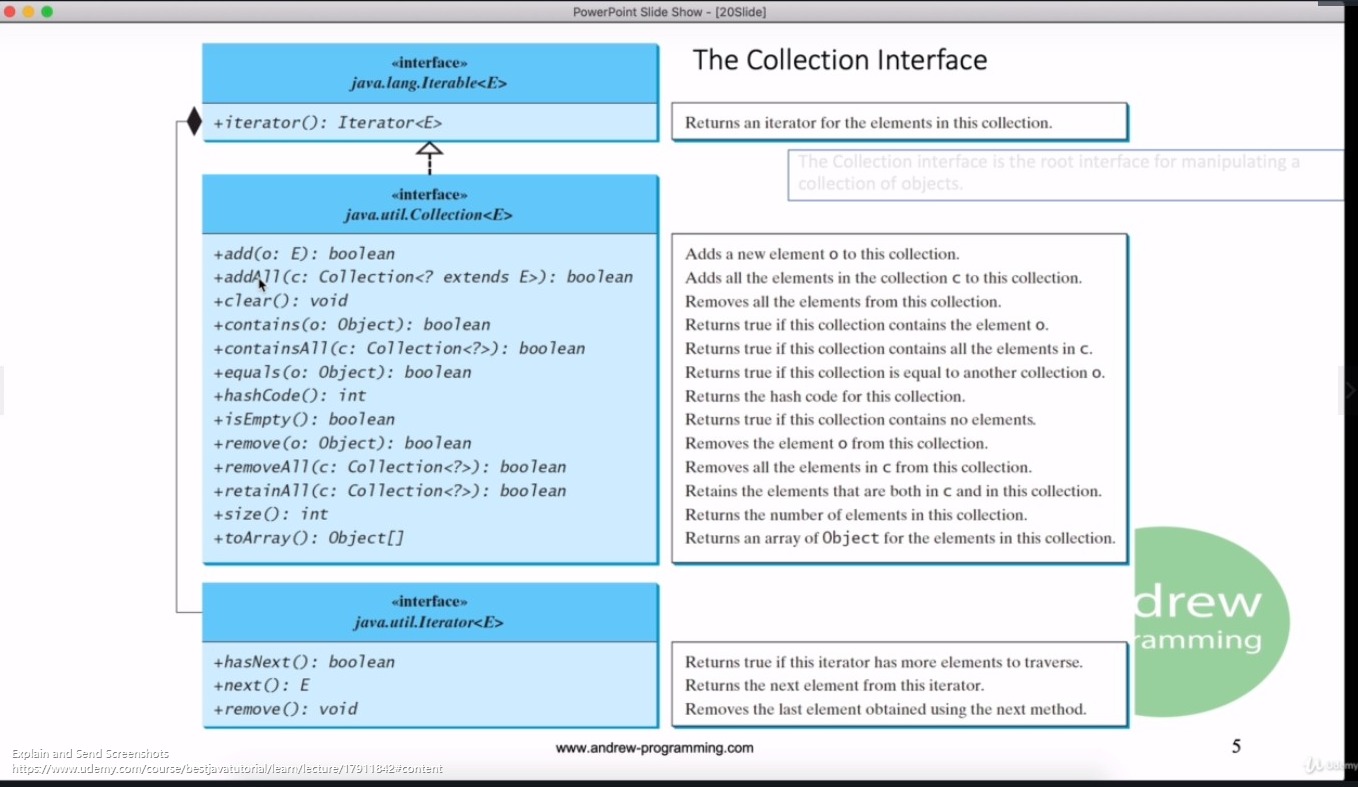 PowerPoint Slide Show - [20Slide]
The Collection Interface
«interface»
java.lang.Iterable<E>
+iterator(): Iterator<E>
Returns an iterator for the elements in this collection.
The Collection interface is the root interface for manipulating a
collection of objects.
«interface»
java.util.Collection<E>
+add(o: E): boolean
Adds a new element o to this collection.
+addAll(c: Collection<? extends E>): boolean
Adds all the elements in the collection c to this collection.
+clear(): void
Removes all the elements from this collection.
+contains(o: Object): boolean
Returns true if this collection contains the element o.
+containsAll(c: Collection<?>): boolean
Returns true if this collection contains all the elements in c.
+equals(o: Object): boolean
Returns true if this collection is equal to another collection o.
+hashCode(): int
Returns the hash code for this collection.
+isEmpty(): boolean
Returns true if this collection contains no elements.
+remove(o: Object): boolean
Removes the element o from this collection.
+removeAll(c: Collection<?>): boolean
Removes all the elements in c from this collection.
+retainAll(c: Collection<?>): boolean
Retains the elements that are both in c and in this collection.
+size(): int
Returns the number of elements in this collection.
+toArray(): Object[]
Returns an array of Object for the elements in this collection.
«interface»
java.util.Iterator<E>
+hasNext(): boolean
Returns true if this iterator has more elements to traverse.
+next(): E
Returns the next element from this iterator.
+remove(): void
Removes the last element obtained using the next method.
drew
ramming
www.andrew-programming.com
5
Explain and Send Screenshots
https://www.udemy.com/course/bestjavatutorial/learn/lecture/17911842#content
Udemy